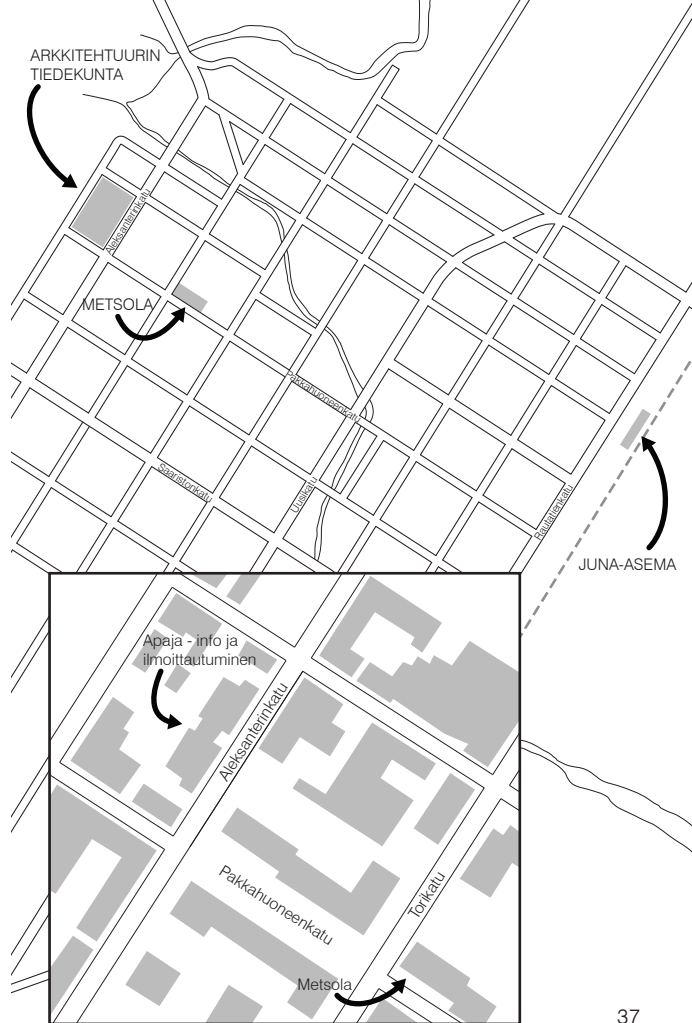 ARKKITEHTUURIN
TIEDEKUNTA
Aleksanterinkatu
METSOLA
Pakkahuoneenkatu
Saaristonkatu
Uusikatu
Rautatienkatu
JUNA-ASEMA
Apaja - info ja
ilmoittautuminen
Aleksanterinkatu
Pakkahuoneenkatu
Torikatu
Metsola
37